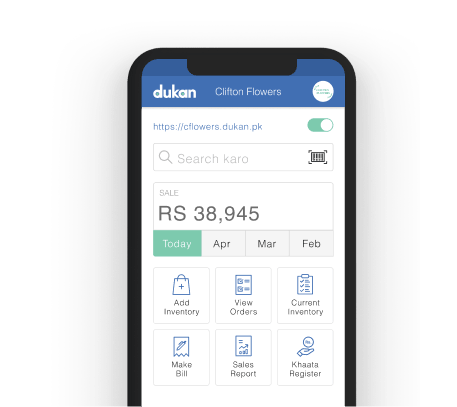 dukan Clifton Flowers
https://cflowers.dukan.pk
Search karo
SALE
RS 38,945
Today Apr Mar Feb
Add View Current
Inventory Orders Inventory
Make Sales Khaata
Bill Report Register